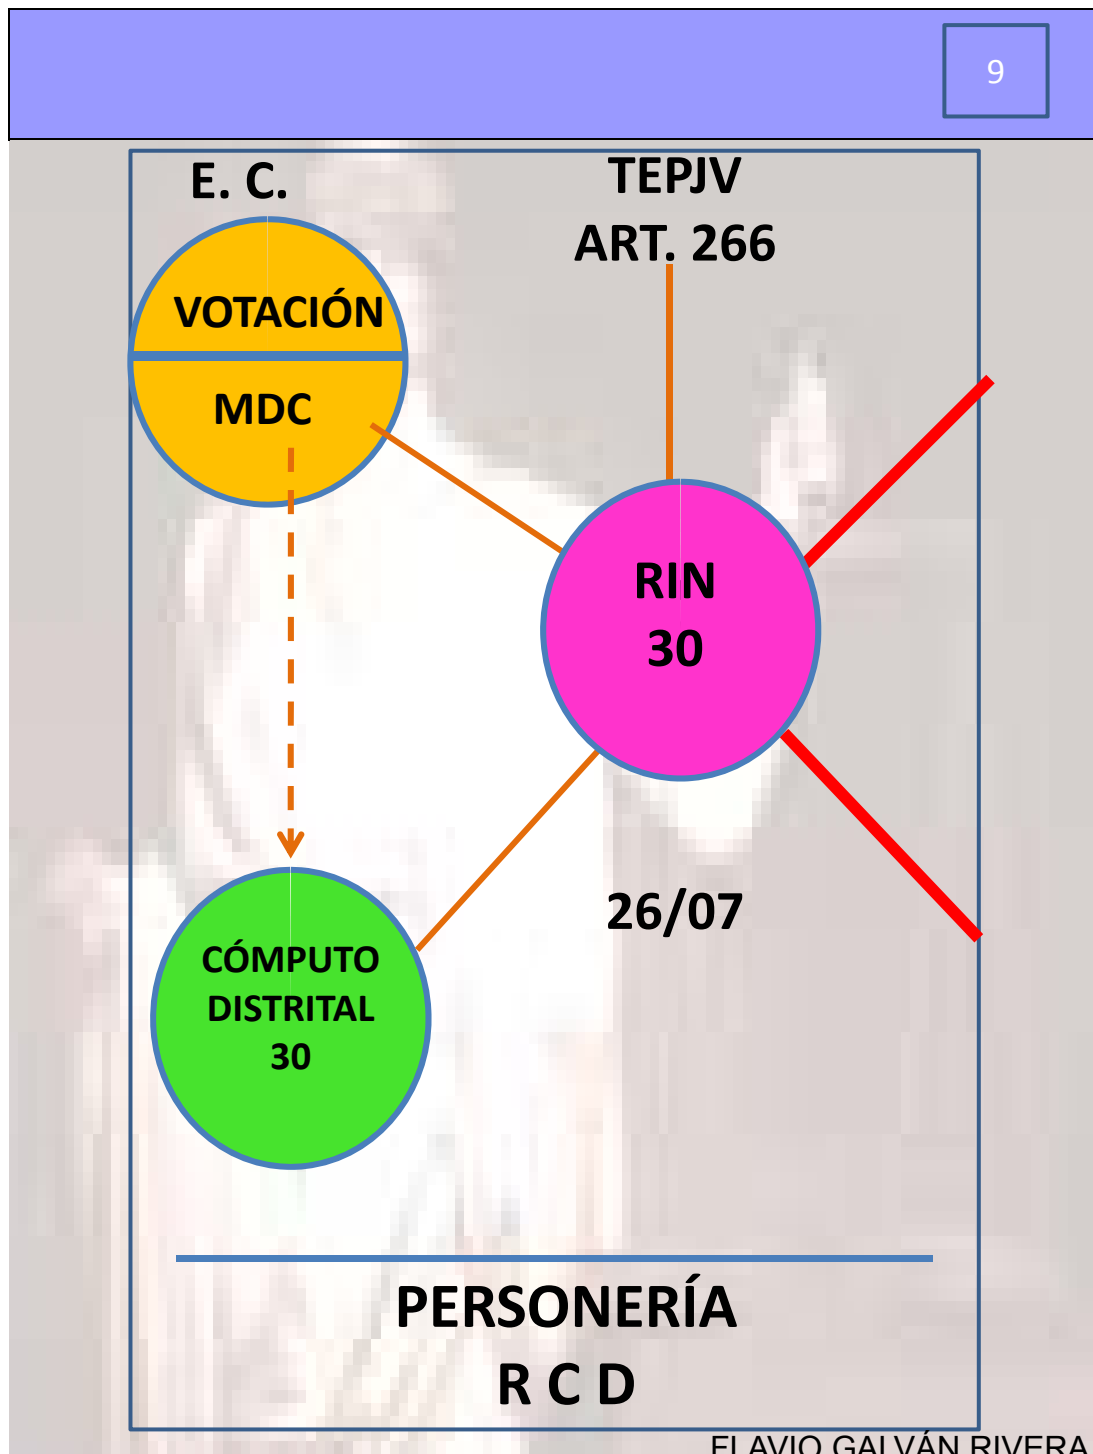 9
E. C.
TEPJV
ART. 266
VOTACIÓN
MDC
RIN
30
26/07
CÓMPUTO
DISTRITAL
30
PERSONERÍA
R C D
FLAVIO GALVÁN RIVERA